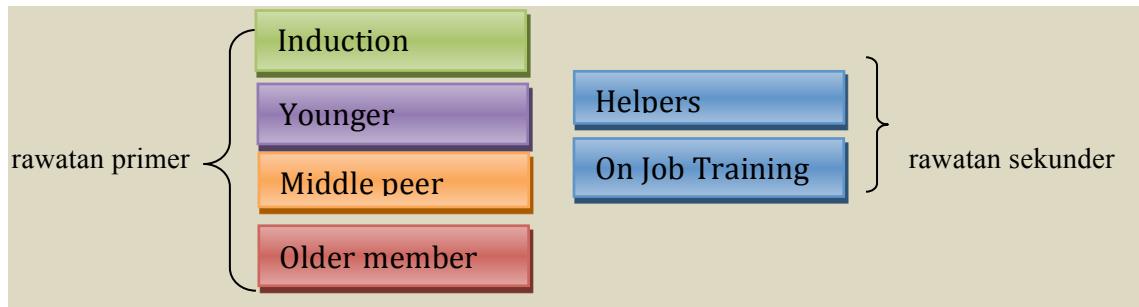 rawatan primer
Induction
Younger
Middle peer
Older member
Helpers
On Job Training
rawatan sekunder